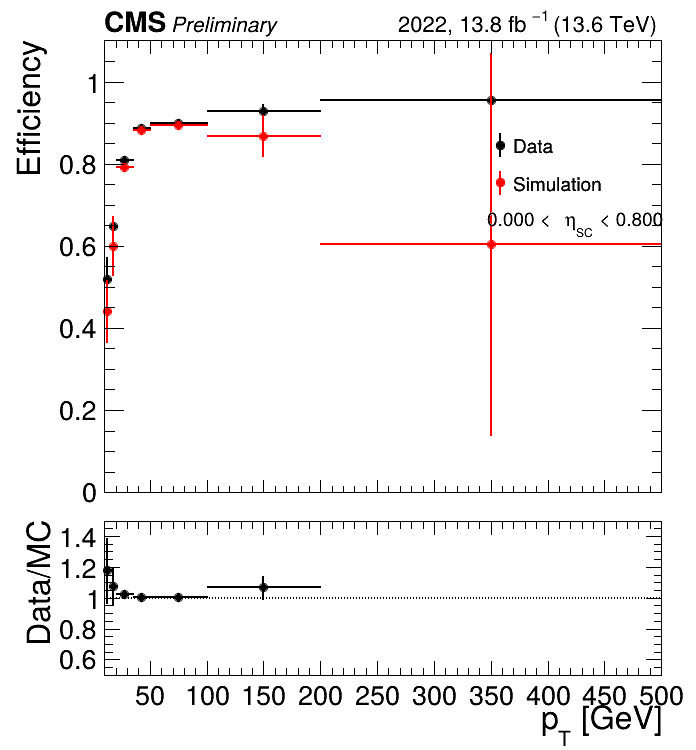 CMS Preliminary 2022, 13.8 fb⁻¹ (13.6 TeV)
Efficiency
1
0.8
0.6
0.4
0.2
0
Data
Simulation
0.000 < η_SC < 0.800
Data/MC
1.4
1.2
1
0.8
0.6
50 100 150 200 250 300 350 400 450 500
p_T [GeV]